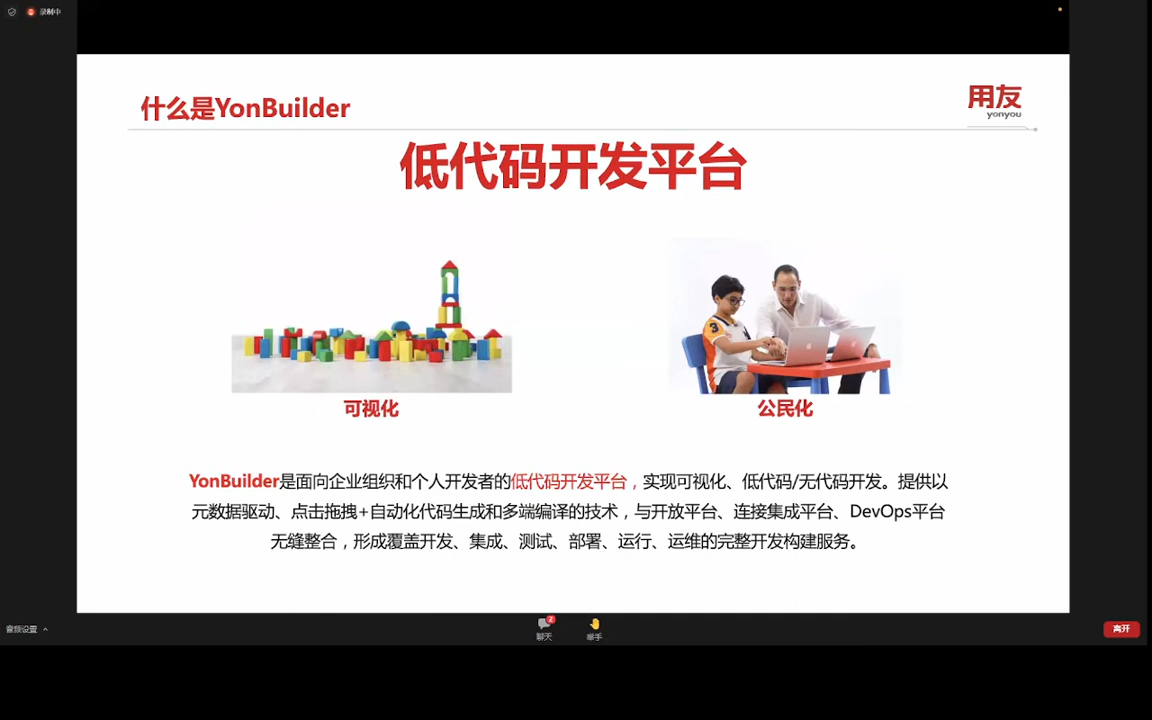 录制中
什么是YonBuilder
用友
yonyou
低代码开发平台
3
可视化
公民化
YonBuilder是面向企业组织和个人开发者的低代码开发平台，实现可视化、低代码/无代码开发。提供以
元数据驱动、点击拖拽+自动化代码生成和多端编译的技术，与开放平台、连接集成平台、DevOps平台
无缝整合，形成覆盖开发、集成、测试、部署、运行、运维的完整开发构建服务。
音频设置
2
聊天
举手
离开